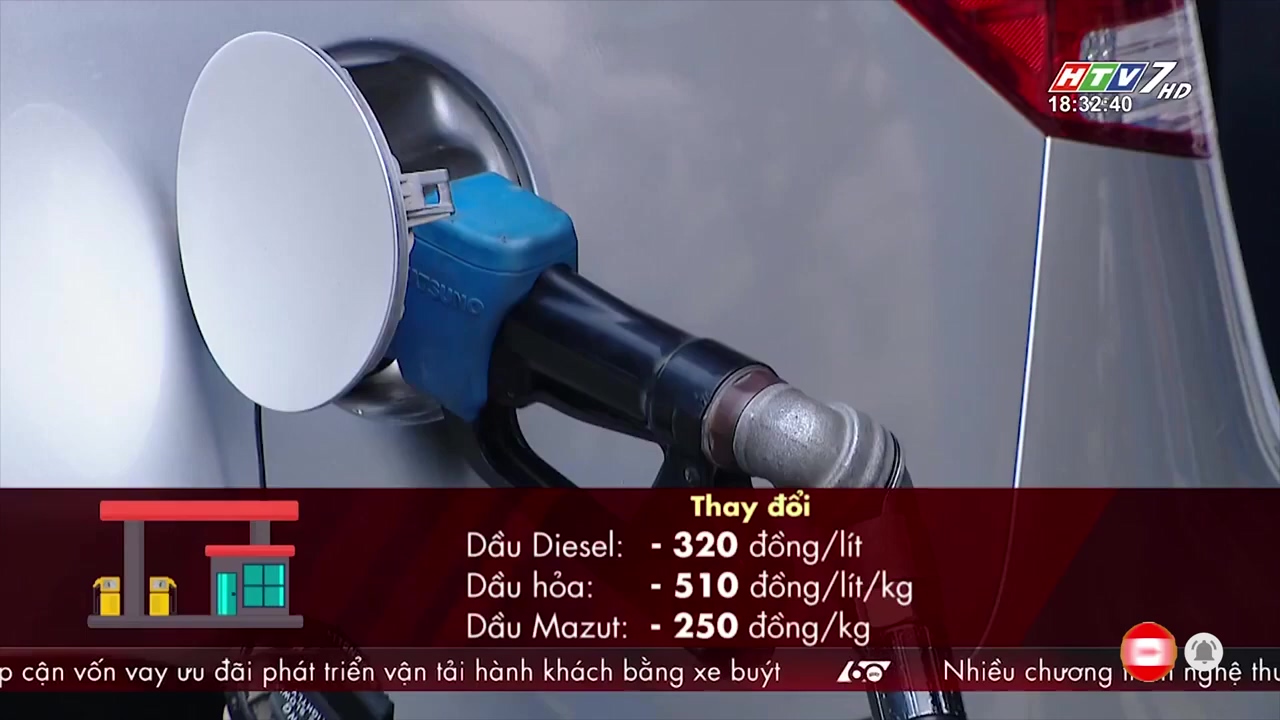 HTV7 HD
18:32:40
Thay đổi
Dầu Diesel: - 320 đồng/lít
Dầu hỏa: - 510 đồng/lít/kg
Dầu Mazut: - 250 đồng/kg
cận vốn vay ưu đãi phát triển vận tải hành khách bằng xe buýt 60 giây Nhiều chương